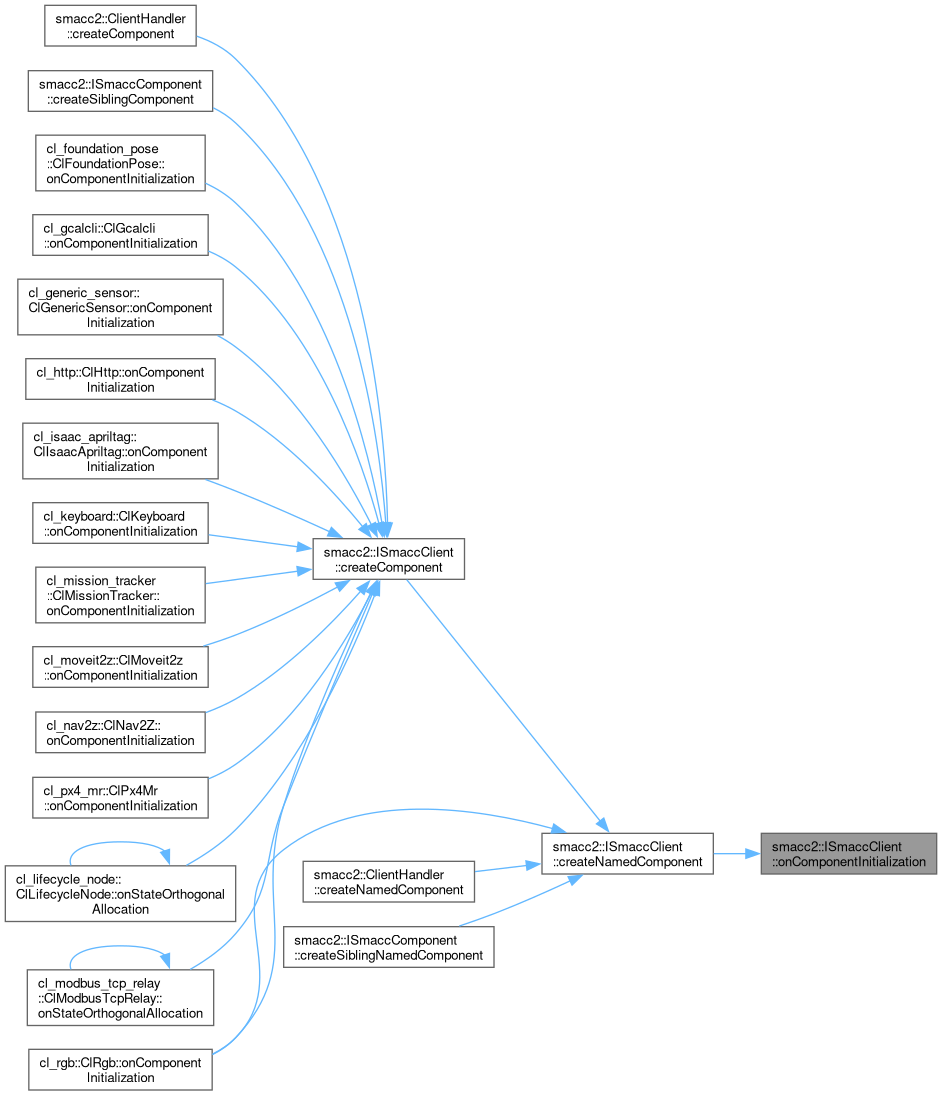 smacc2::ClientHandler
::createComponent
smacc2::ISmaccComponent
::createSiblingComponent
cl_foundation_pose
::ClFoundationPose::
onComponentInitialization
cl_gcalcli::ClGcalcli
::onComponentInitialization
cl_generic_sensor::
ClGenericSensor::onComponent
Initialization
cl_http::ClHttp::onComponent
Initialization
cl_isaac_apriltag::
ClIsaacApriltag::onComponent
Initialization
cl_keyboard::ClKeyboard
::onComponentInitialization
smacc2::ISmaccClient
::createComponent
cl_mission_tracker
::ClMissionTracker::
onComponentInitialization
cl_moveit2z::ClMoveit2z
::onComponentInitialization
cl_nav2z::ClNav2Z::
onComponentInitialization
cl_px4_mr::ClPx4Mr
::onComponentInitialization
smacc2::ISmaccClient
::createNamedComponent
smacc2::ISmaccClient
::onComponentInitialization
cl_lifecycle_node::
ClLifecycleNode::onStateOrthogonal
Allocation
smacc2::ClientHandler
::createNamedComponent
smacc2::ISmaccComponent
::createSiblingNamedComponent
cl_modbus_tcp_relay
::ClModbusTcpRelay::
onStateOrthogonalAllocation
cl_rgb::ClRgb::onComponent
Initialization